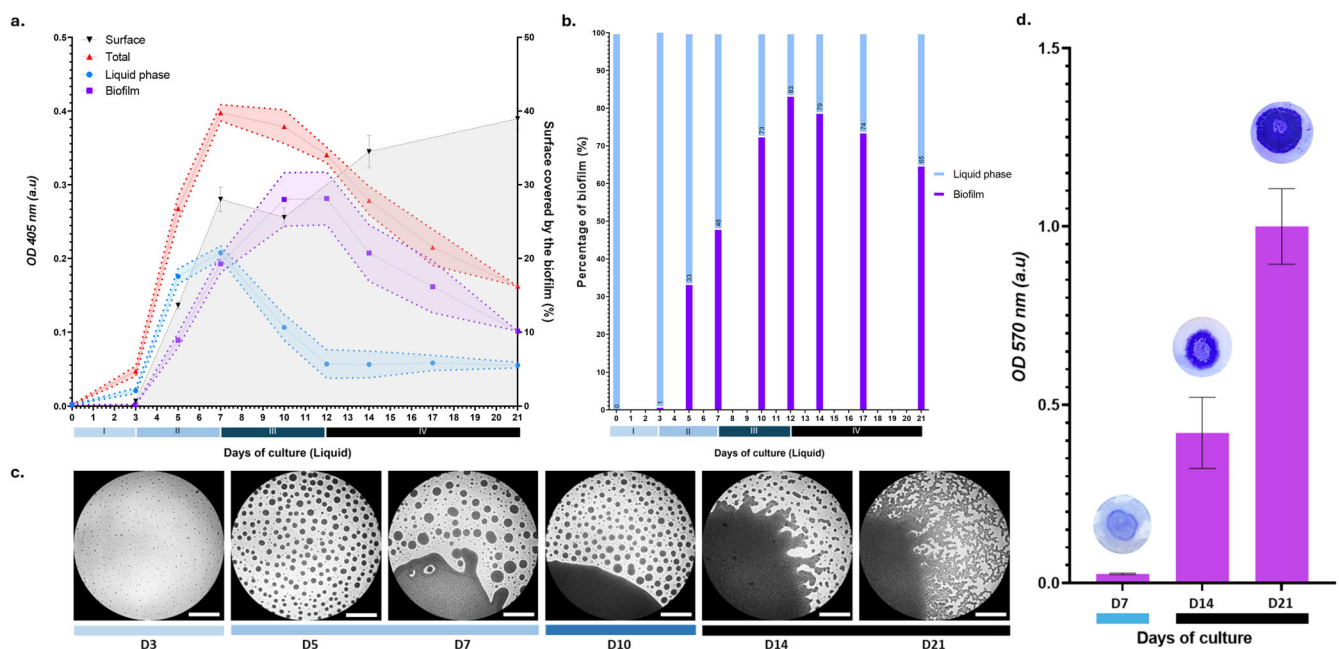 a.
OD 405 nm (a.u)
0.5
0.4
0.3
0.2
0.1
0.0
Surface
Total
Liquid phase
Biofilm
50
40
30
20
10
0
Surface covered by the biofilm (%)
0 1 2 3 4 5 6 7 8 9 10 11 12 13 14 15 16 17 18 19 20 21
I II III IV
Days of culture (Liquid)
b.
Percentage of biofilm (%)
100
90
80
70
60
50
40
30
20
10
0
0 1 33 48 73 83 79 74 65
Liquid phase
Biofilm
0 1 2 3 4 5 6 7 8 9 10 11 12 13 14 15 16 17 18 19 20 21
I II III IV
Days of culture (Liquid)
c.
D3 D5 D7 D10 D14 D21
d.
OD 570 nm (a.u)
1.5
1.0
0.5
0.0
D7 D14 D21
Days of culture